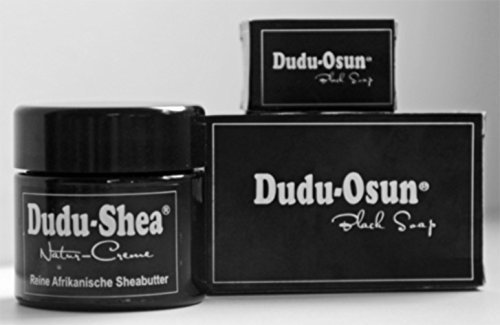 Dudu-Osun®
Black Soap
Dudu-Shea®
Natur-Creme
Reine Afrikanische Sheabutter
Dudu-Osun®
Black Soap